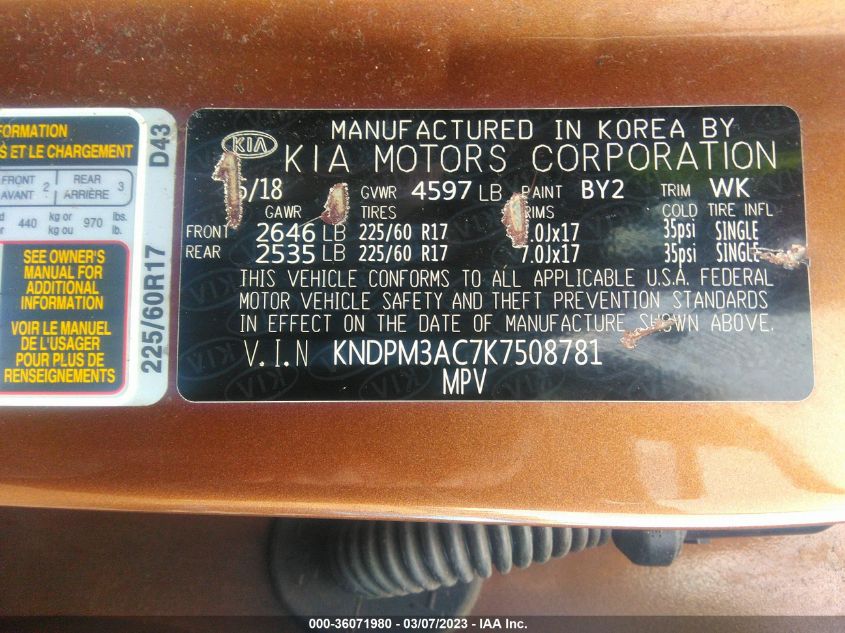 FORMATION
S ET LE CHARGEMENT
FRONT 2 REAR 3
AVANT ARRIÈRE
440 kg or 970 lbs.
kg ou lb.
SEE OWNER'S
MANUAL FOR
ADDITIONAL
INFORMATION
VOIR LE MANUEL
DE L'USAGER
POUR PLUS DE
RENSEIGNEMENTS
225/60R17 D43
KIA
MANUFACTURED IN KOREA BY
KIA MOTORS CORPORATION
/18 GVWR 4597 LB PAINT BY2 TRIM WK
GAWR TIRES RIMS COLD TIRE INFL
FRONT 2646 LB 225/60 R17 .0Jx17 35psi SINGLE
REAR 2535 LB 225/60 R17 7.0Jx17 35psi SINGLE
THIS VEHICLE CONFORMS TO ALL APPLICABLE U.S.A. FEDERAL
MOTOR VEHICLE SAFETY AND THEFT PREVENTION STANDARDS
IN EFFECT ON THE DATE OF MANUFACTURE SHOWN ABOVE.
V.I.N KNDPM3AC7K7508781
MPV
000-36071980 - 03/07/2023 - IAA Inc.